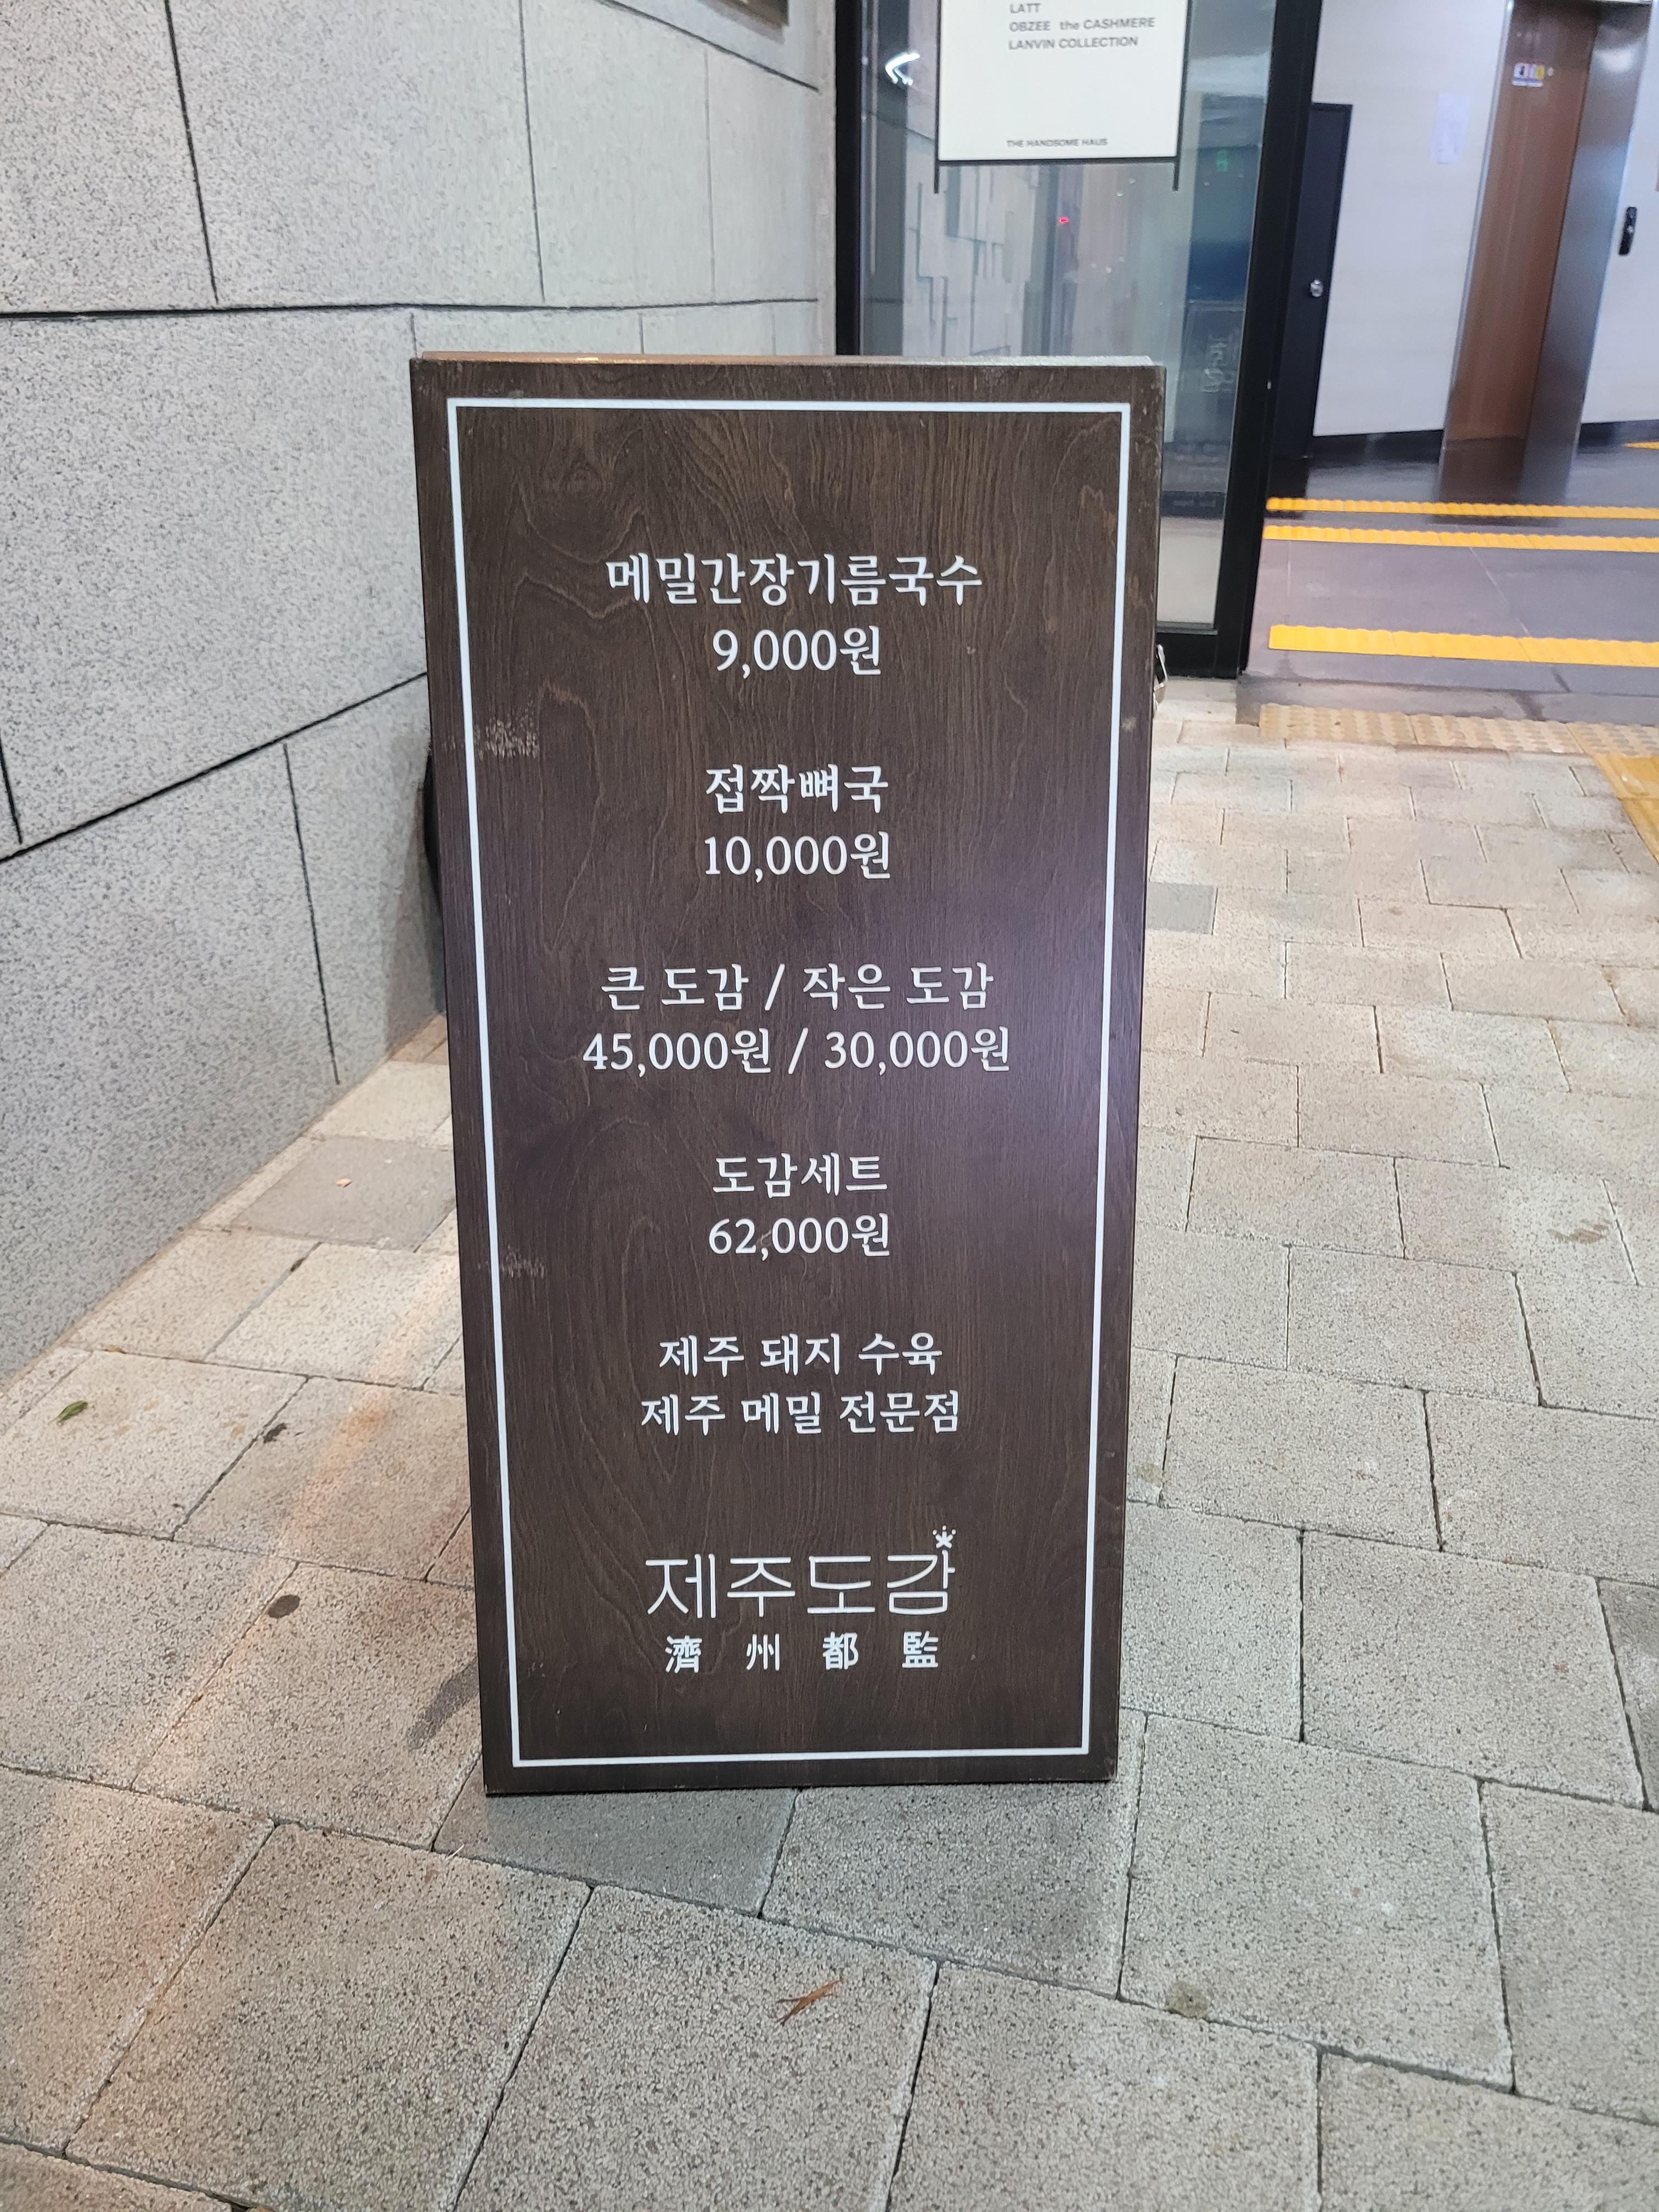 LATT
OBZEE the CASHMERE
LANVIN COLLECTION
THE HANDSOME HAUS
메밀간장기름국수
9,000원
접짝뼈국
10,000원
큰 도감 / 작은 도감
45,000원 / 30,000원
도감세트
62,000원
제주 돼지 수육
제주 메밀 전문점
제주도감
濟州都監